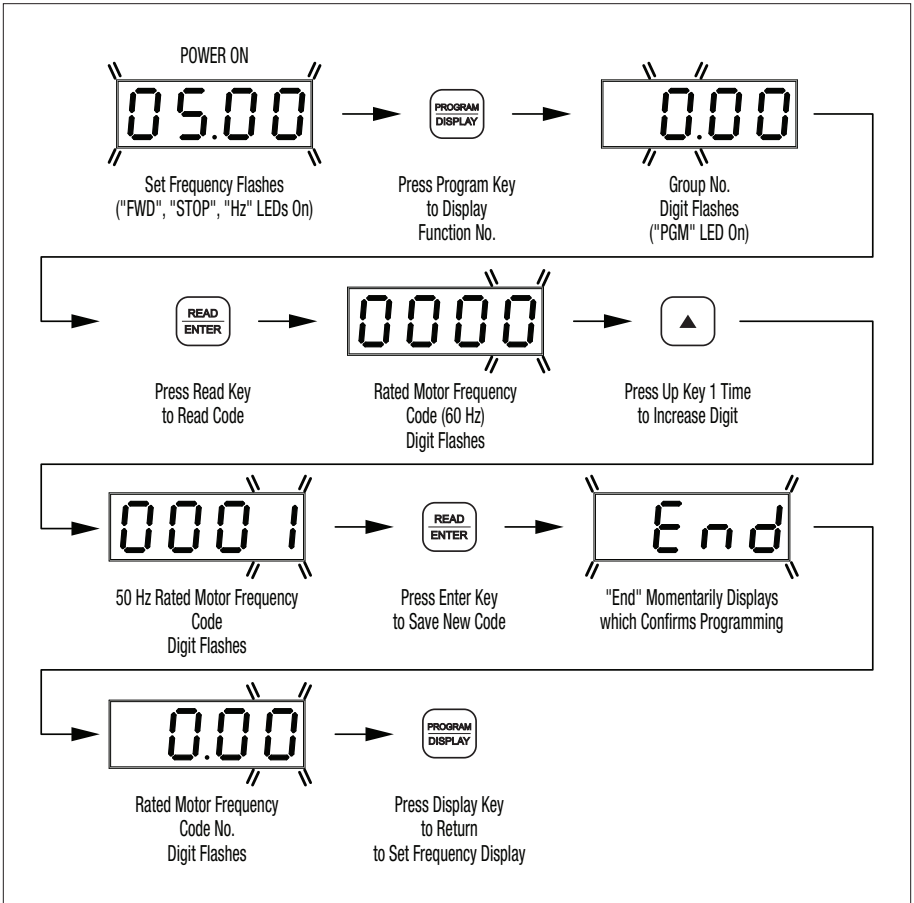 POWER ON
05.00
PROGRAM
DISPLAY
0.00
Set Frequency Flashes
("FWD", "STOP", "Hz" LEDs On)
Press Program Key
to Display
Function No.
Group No.
Digit Flashes
("PGM" LED On)
READ
ENTER
0000
Press Read Key
to Read Code
Rated Motor Frequency
Code (60 Hz)
Digit Flashes
Press Up Key 1 Time
to Increase Digit
0001
READ
ENTER
End
50 Hz Rated Motor Frequency
Code
Digit Flashes
Press Enter Key
to Save New Code
"End" Momentarily Displays
which Confirms Programming
0.00
PROGRAM
DISPLAY
Rated Motor Frequency
Code No.
Digit Flashes
Press Display Key
to Return
to Set Frequency Display